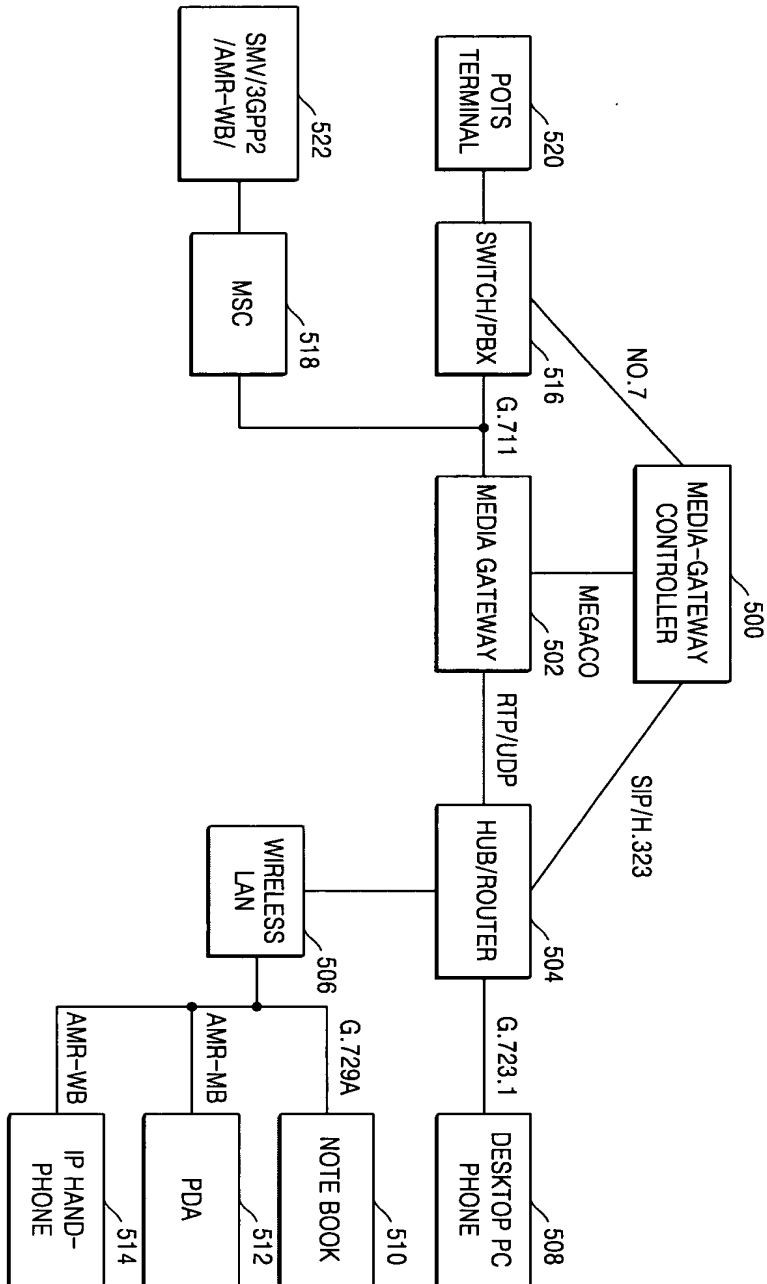 MEDIA-GATEWAY
CONTROLLER
500
NO.7
MEGACO
SIP/H.323
POTS
TERMINAL
520
SWITCH/PBX
516
G.711
MEDIA GATEWAY
502
RTP/UDP
HUB/ROUTER
504
G.723.1
DESKTOP PC
PHONE
508
SMV/3GPP2
/AMR-WB/
522
MSC
518
WIRELESS
LAN
506
G.729A
NOTE BOOK
510
AMR-MB
PDA
512
AMR-WB
IP HAND-
PHONE
514